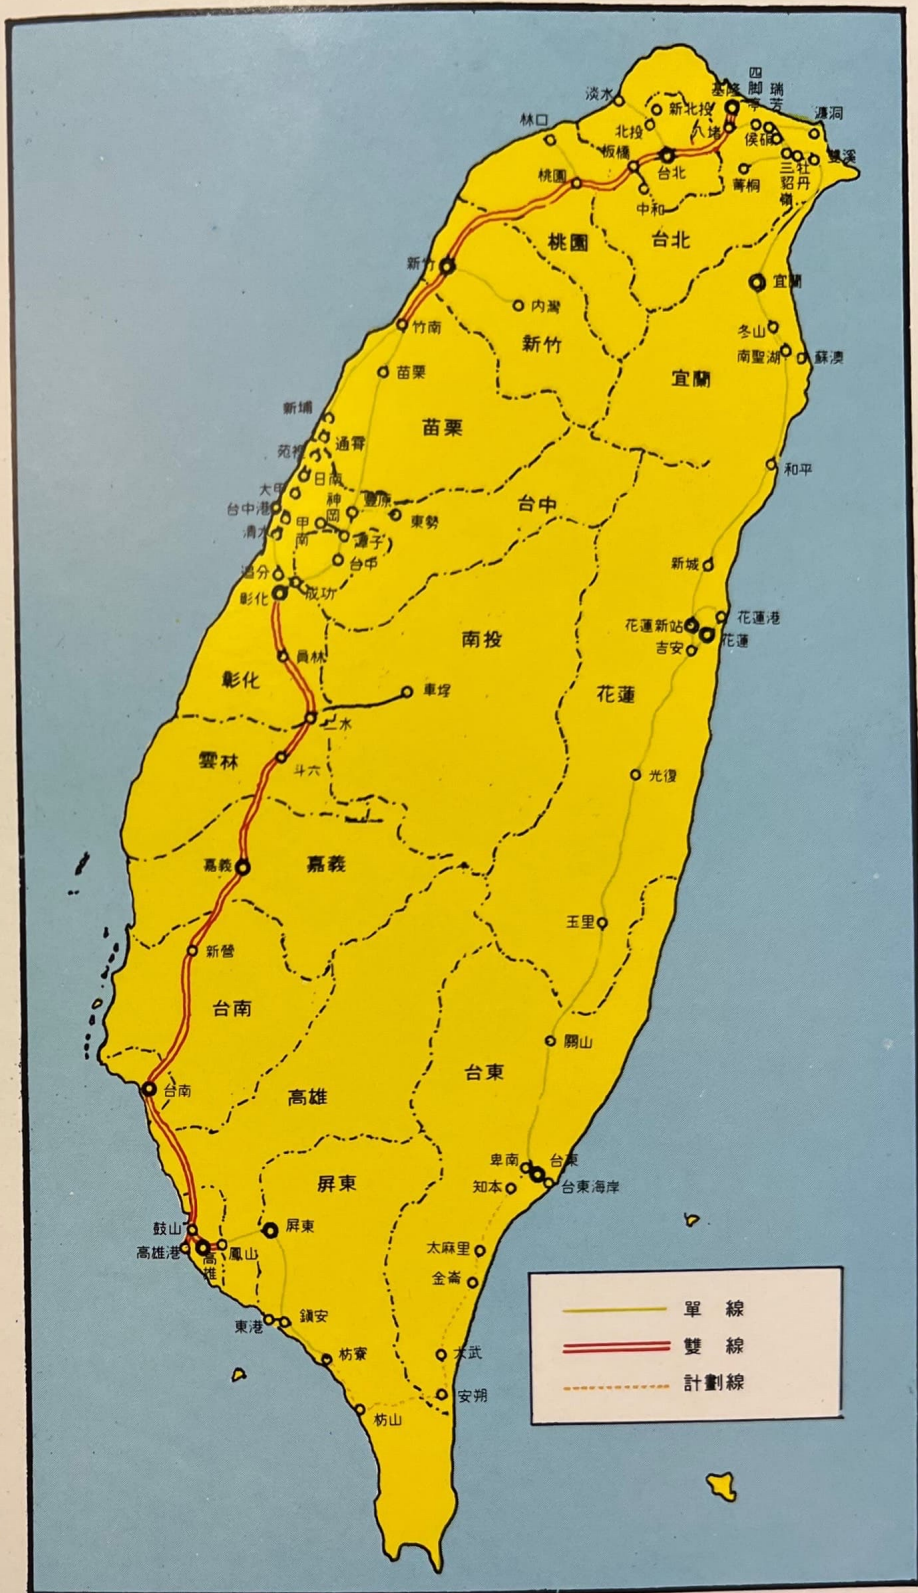 四脚亭
瑞芳
基隆
淡水
新北投
濂洞
林口
北投
八堵
侯硐
板橋
台北
雙溪
三貂嶺
牡丹
菁桐
桃園
中和
桃園
台北
新竹
宜蘭
內灣
竹南
冬山
新竹
南聖湖
蘇澳
苗栗
宜蘭
新埔
苗栗
通霄
苑裡
和平
日南
大甲
神岡
豐原
台中
台中港
東勢
甲南
清水
潭子
台中
新城
追分
成功
彰化
花蓮港
花蓮新站
花蓮
南投
吉安
員林
彰化
車埕
花蓮
二水
雲林
斗六
光復
嘉義
嘉義
玉里
新營
台南
關山
台東
台南
高雄
卑南
台東
屏東
知本
台東海岸
鼓山
屏東
高雄港
高雄
鳳山
太麻里
金崙
東港
鎮安
單線
枋寮
大武
雙線
計劃線
安朔
枋山